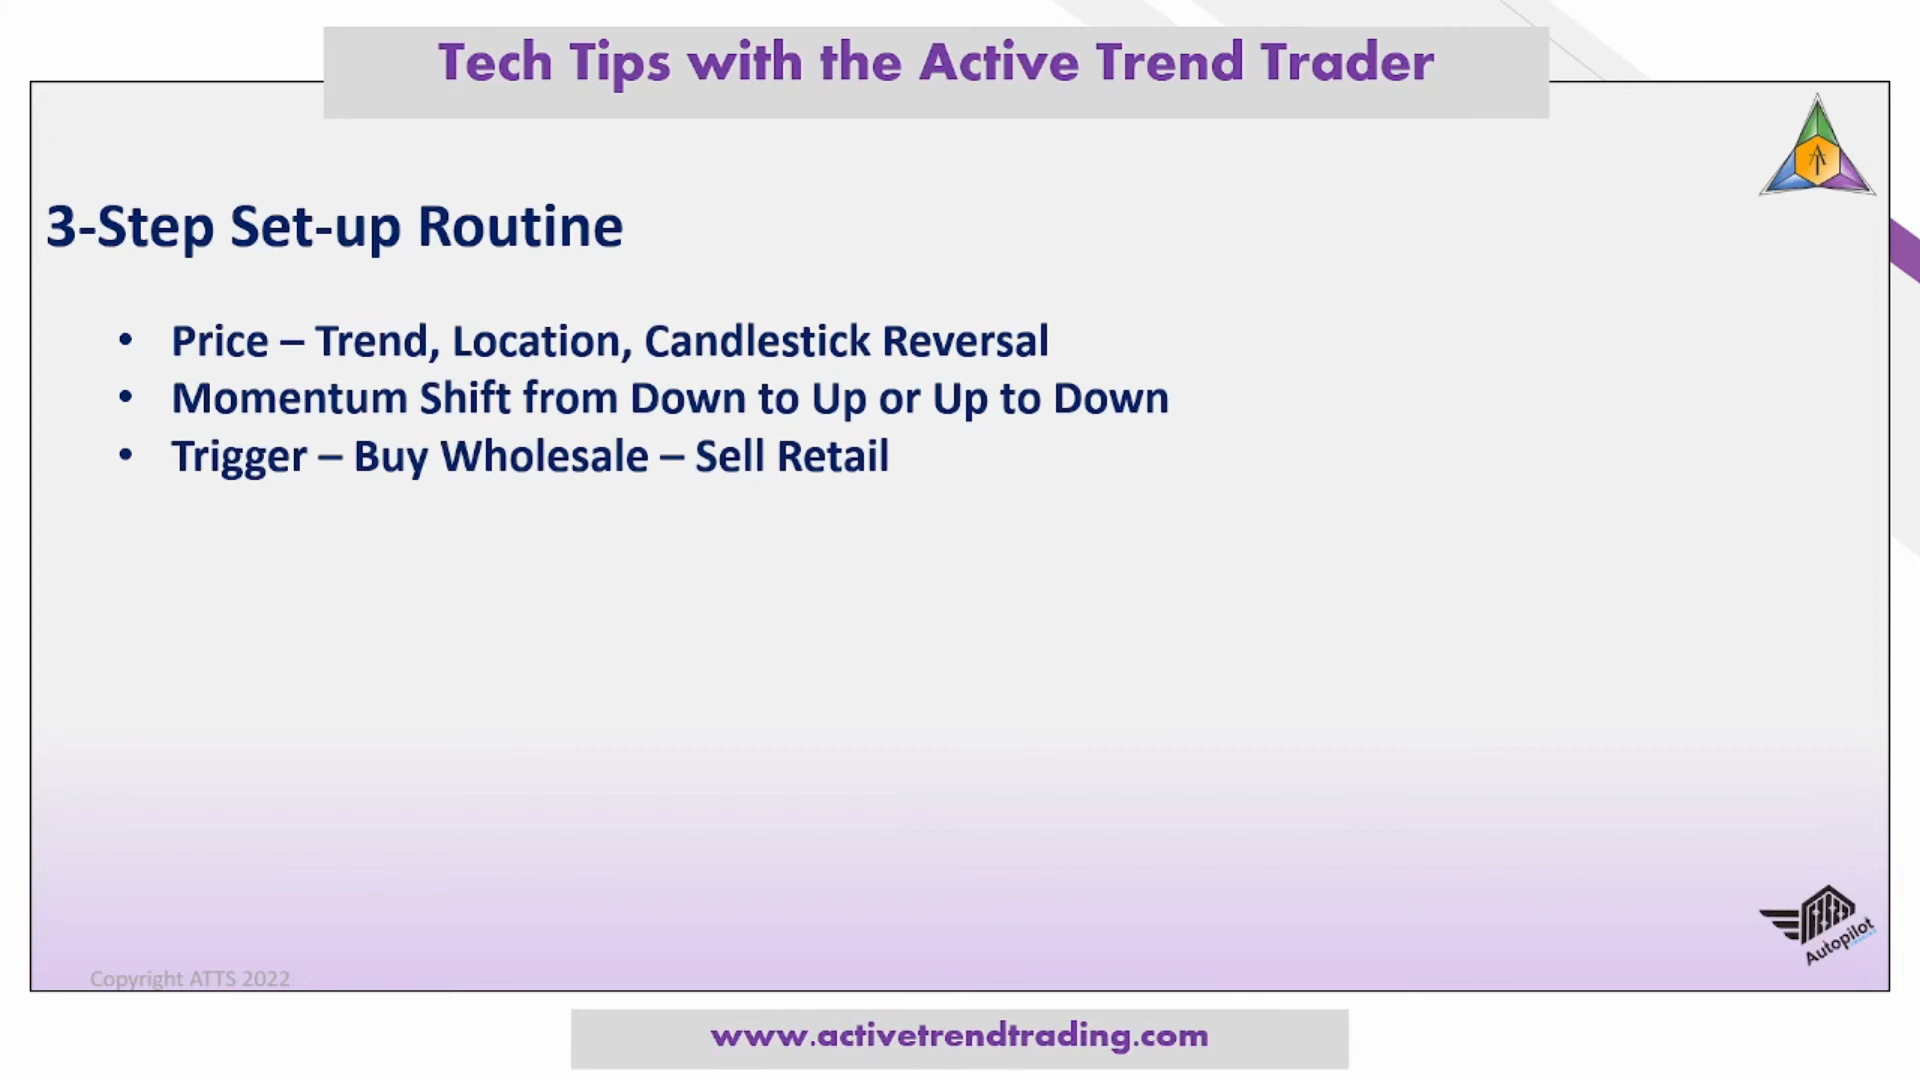 Tech Tips with the Active Trend Trader
3-Step Set-up Routine
• Price – Trend, Location, Candlestick Reversal
• Momentum Shift from Down to Up or Up to Down
• Trigger – Buy Wholesale – Sell Retail
Autopilot
Copyright ATTS 2022
www.activetrendtrading.com